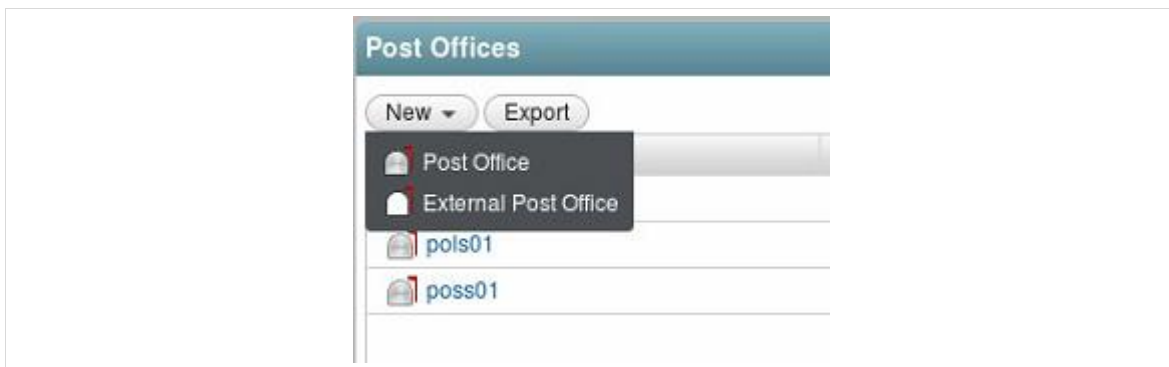 Post Offices
New Export
Post Office
External Post Office
pols01
poss01